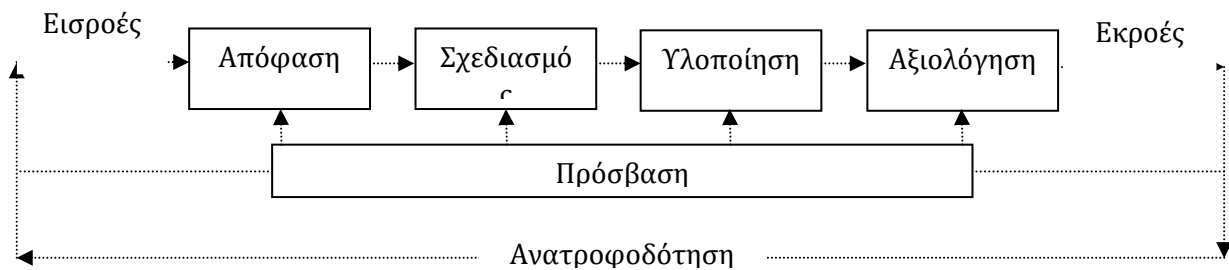 Εισροές
Απόφαση
Σχεδιασμό
ς
Υλοποίηση
Αξιολόγηση
Εκροές
Πρόσβαση
Ανατροφοδότηση